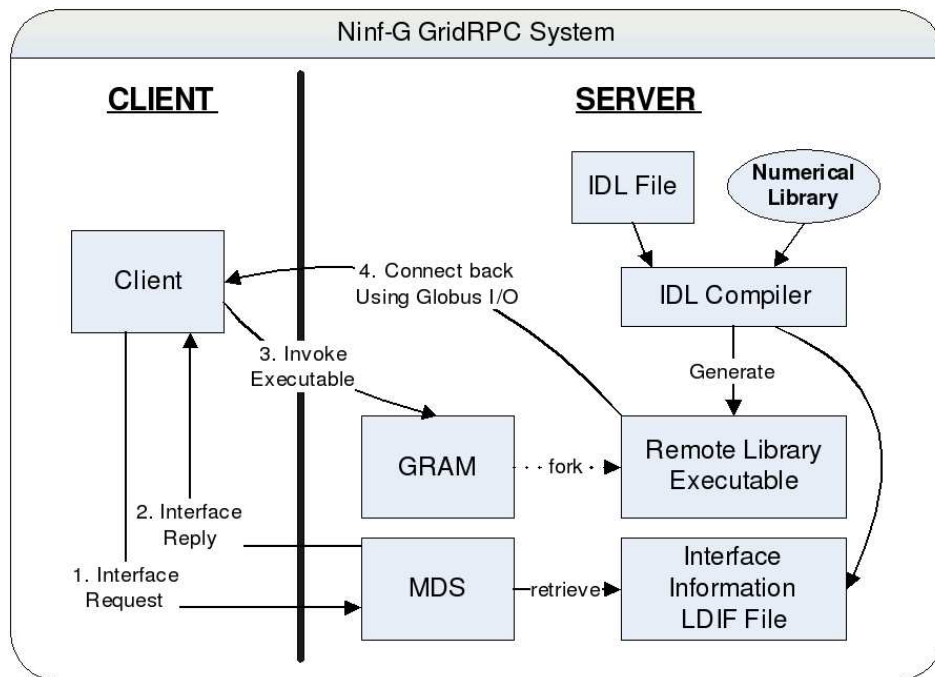 Ninf-G GridRPC System
CLIENT
SERVER
IDL File
Numerical
Library
Client
4. Connect back
Using Globus I/O
IDL Compiler
3. Invoke
Executable
Generate
GRAM
fork
Remote Library
Executable
2. Interface
Reply
1. Interface
Request
MDS
retrieve
Interface
Information
LDIF File